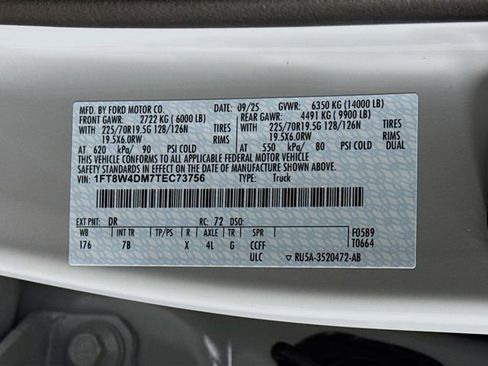 MFD. BY FORD MOTOR CO. 09/25 GVWR: 6350 KG (14000 LB)
FRONT GAWR: 2722 KG ( 6000 LB) REAR GAWR: 4491 KG ( 9900 LB)
WITH 225/70R19.5G 128/126N TIRES WITH 225/70R19.5G 128/126N TIRES
19.5X6.0RW RIMS 19.5X6.0RW RIMS
AT 620 kPa/ 90 PSI COLD AT 550 kPa/ 80 PSI COLD
THIS VEHICLE CONFORMS TO ALL APPLICABLE FEDERAL MOTOR VEHICLE SAFETY STANDARDS IN EFFECT
ON THE DATE OF MANUFACTURE SHOWN ABOVE.
VIN: 1FT8W4DM7TEC73756 TYPE: Truck
EXT PNT: DR RC: 72 DSO: F0589
WB INT TR TP/PS R AXLE TR SPR T0664
176 7B X 4L G CCFF
ULC RU5A-3520472-AB